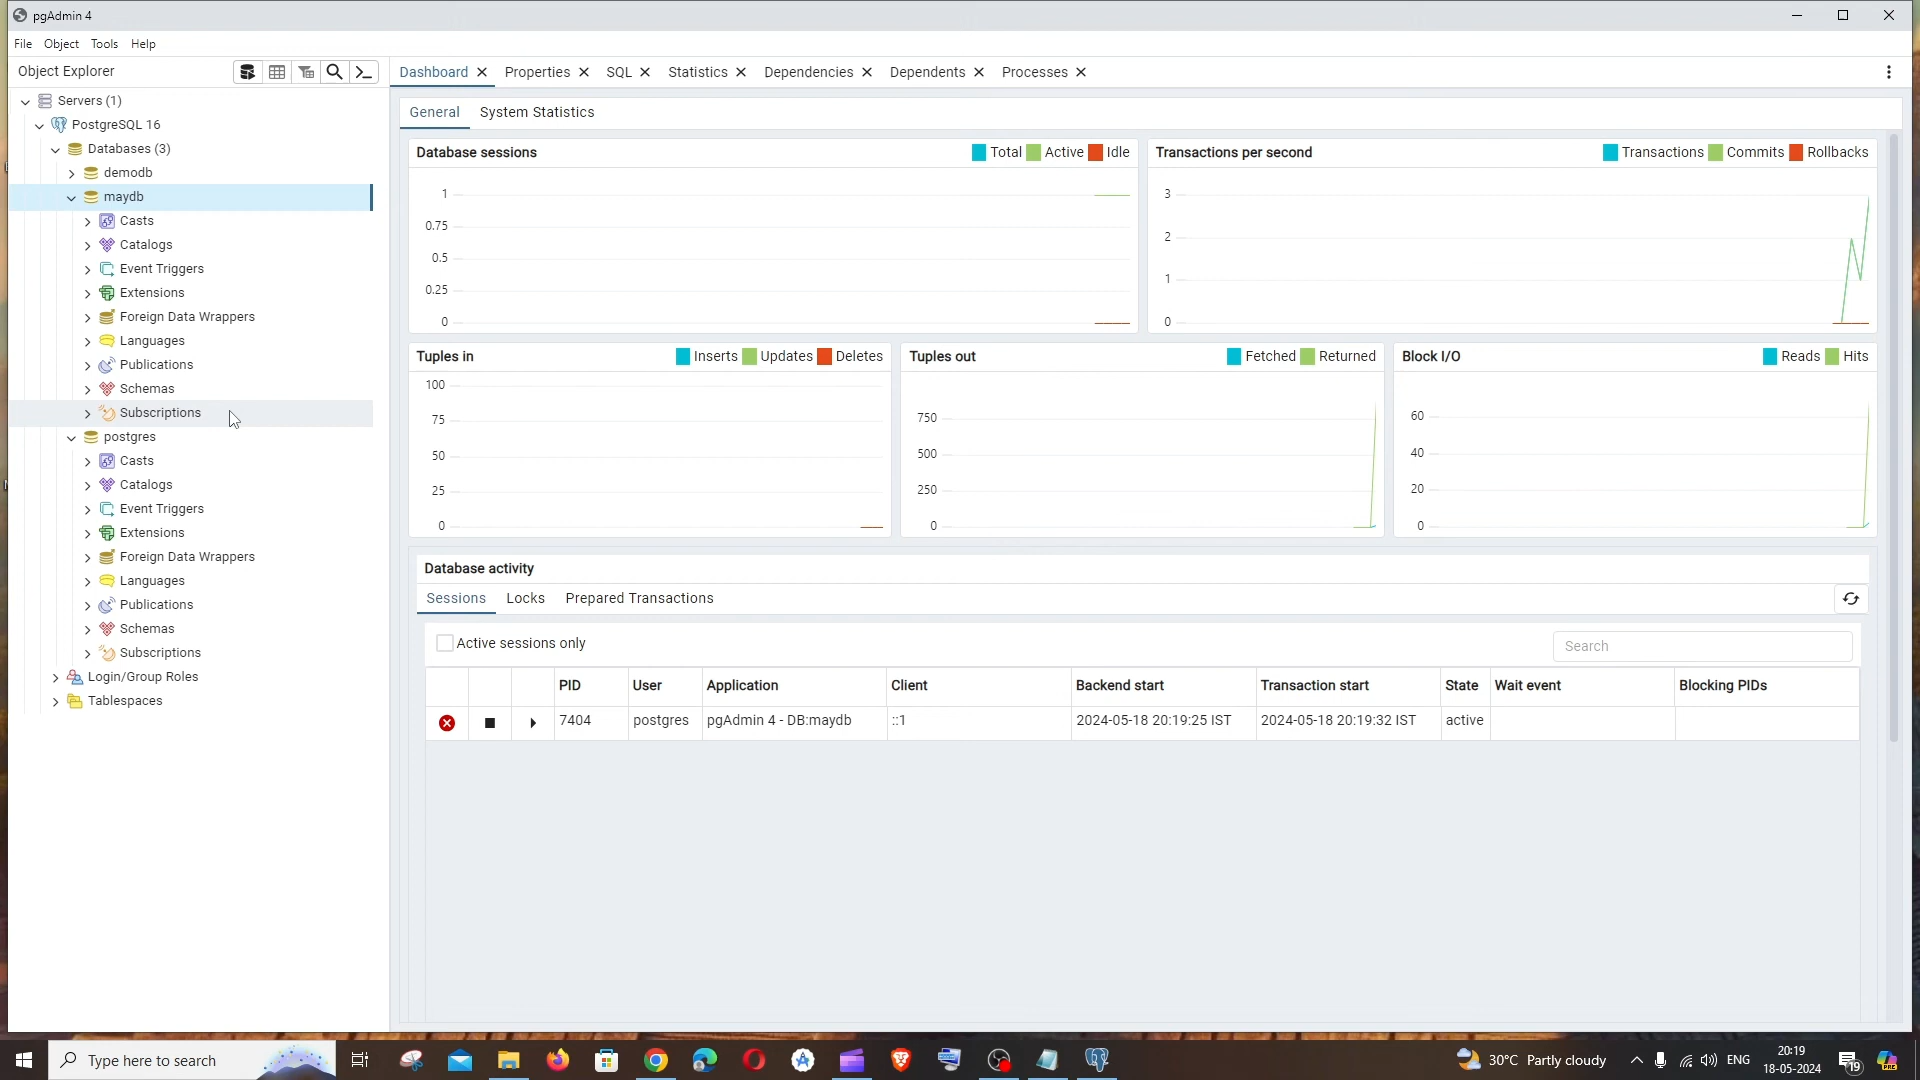 pgAdmin 4
File Object Tools Help
Object Explorer
Dashboard Properties SQL Statistics Dependencies Dependents Processes
Servers (1)
PostgreSQL 16
Databases (3)
demodb
maydb
Casts
Catalogs
Event Triggers
Extensions
Foreign Data Wrappers
Languages
Publications
Schemas
Subscriptions
postgres
Casts
Catalogs
Event Triggers
Extensions
Foreign Data Wrappers
Languages
Publications
Schemas
Subscriptions
Login/Group Roles
Tablespaces
General System Statistics
Database sessions Total Active Idle
1
0.75
0.5
0.25
0
Transactions per second Transactions Commits Rollbacks
3
2
1
0
Tuples in Inserts Updates Deletes
100
75
50
25
0
Tuples out Fetched Returned
750
500
250
0
Block I/O Reads Hits
60
40
20
0
Database activity
Sessions Locks Prepared Transactions
Active sessions only Search
PID User Application Client Backend start Transaction start State Wait event Blocking PIDs
7404 postgres pgAdmin 4 - DB:maydb ::1 2024-05-18 20:19:25 IST 2024-05-18 20:19:32 IST active
Type here to search
30°C Partly cloudy
ENG
20:19
18-05-2024
19
PRE